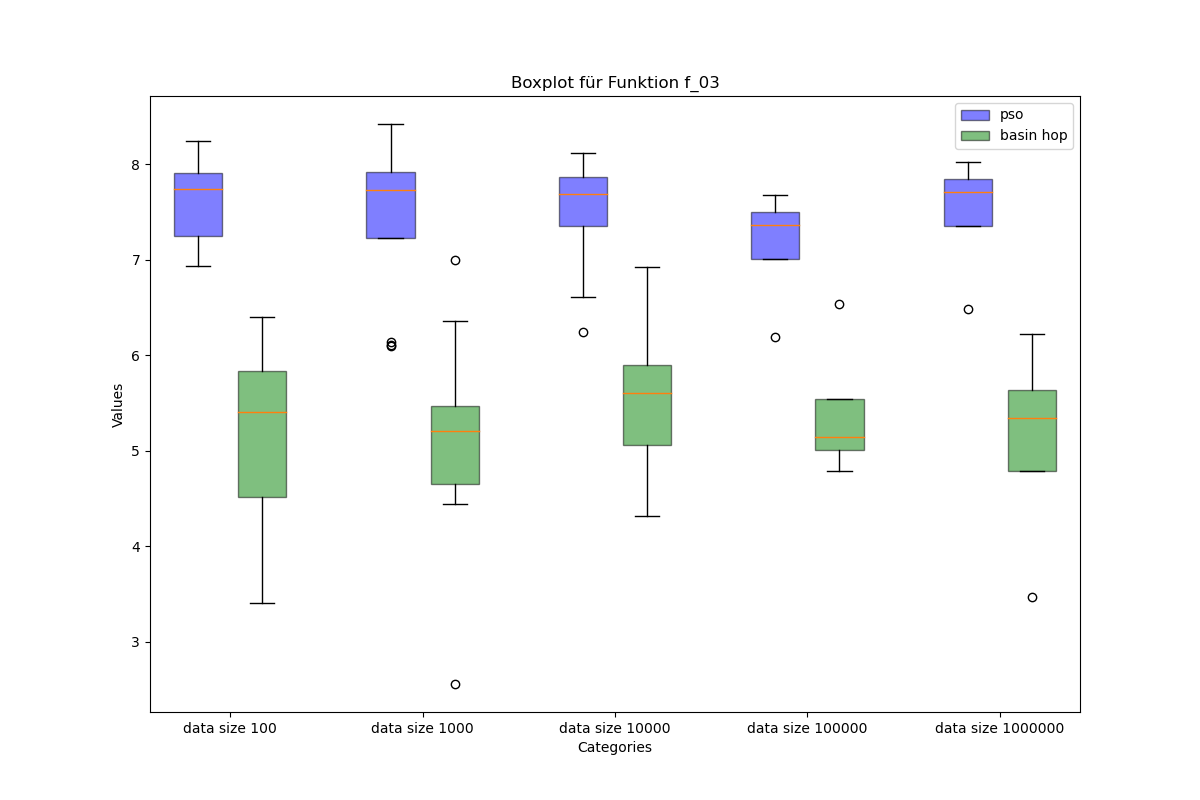 Boxplot für Funktion f_03
pso
basin hop
8
7
6
5
4
3
Values
data size 100
data size 1000
data size 10000
data size 100000
data size 1000000
Categories